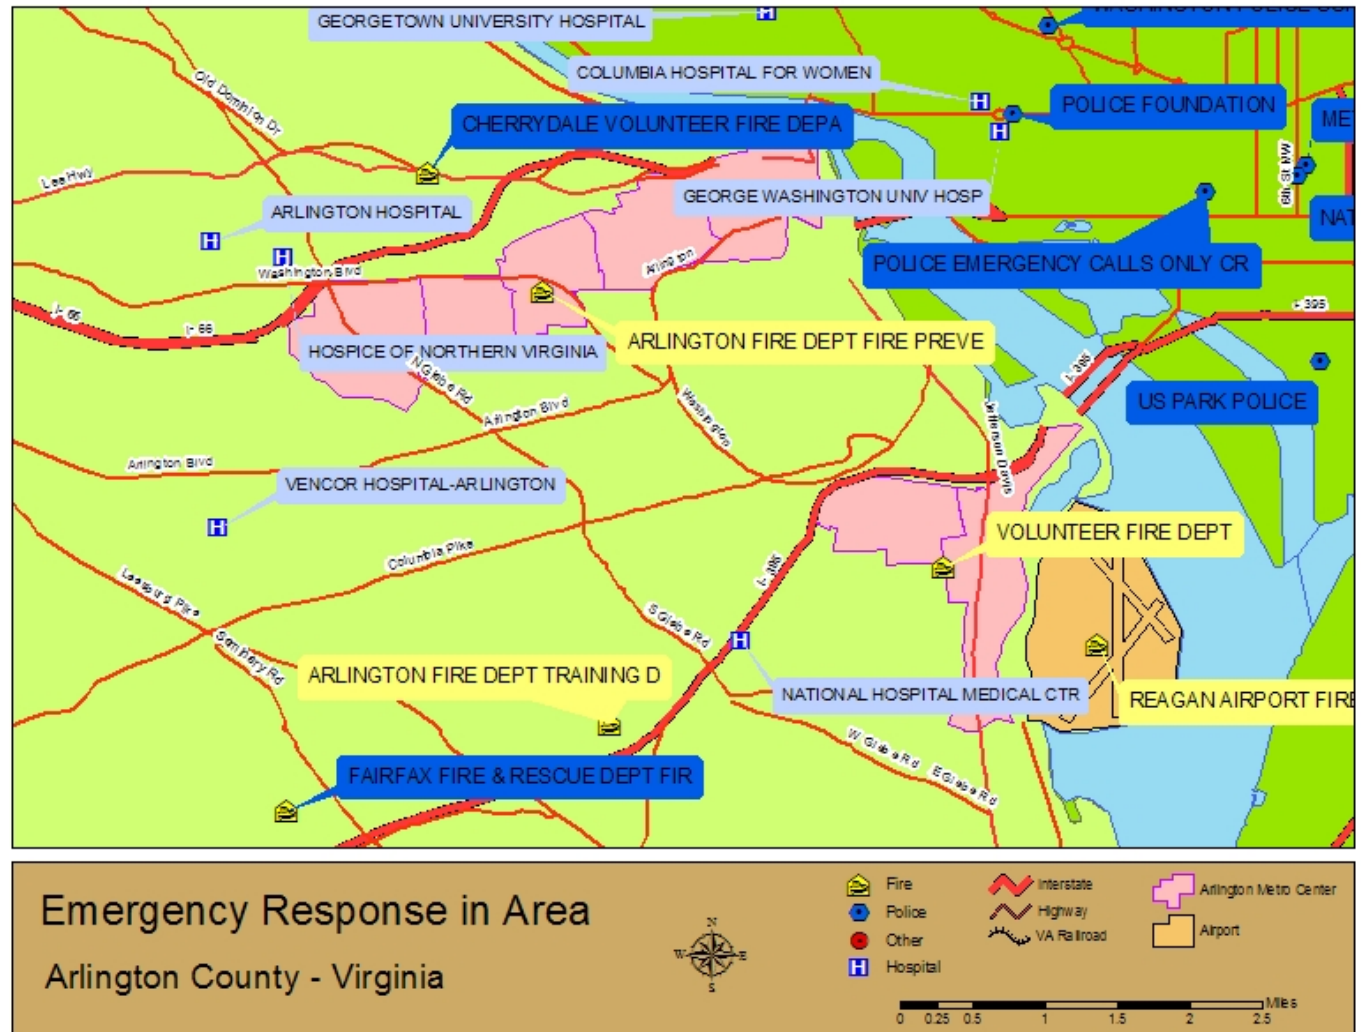 GEORGETOWN UNIVERSITY HOSPITAL
COLUMBIA HOSPITAL FOR WOMEN
POLICE FOUNDATION
Old Dominion Dr
CHERRYDALE VOLUNTEER FIRE DEPA
MET
Lee Hwy
6th St NW
GEORGE WASHINGTON UNIV HOSP
ARLINGTON HOSPITAL
NAT
Arlington
POLICE EMERGENCY CALLS ONLY CR
Washington Blvd
I- 66
I- 66
I- 395
ARLINGTON FIRE DEPT FIRE PREVE
HOSPICE OF NORTHERN VIRGINIA
N Glebe Rd
I- 395
US PARK POLICE
Arlington Blvd
Washington
Jefferson Davis
Arlington Blvd
VENCOR HOSPITAL-ARLINGTON
VOLUNTEER FIRE DEPT
Columbia Pike
I- 395
Leesburg Pike
S Glebe Rd
Seminary Rd
ARLINGTON FIRE DEPT TRAINING D
NATIONAL HOSPITAL MEDICAL CTR
REAGAN AIRPORT FIRE
W Glebe Rd
E Glebe Rd
FAIRFAX FIRE & RESCUE DEPT FIR
Emergency Response in Area
Arlington County - Virginia
N
W E
S
Fire
Police
Other
Hospital
Interstate
Highway
VA Railroad
Arlington Metro Center
Airport
Miles
0 0.25 0.5 1 1.5 2 2.5